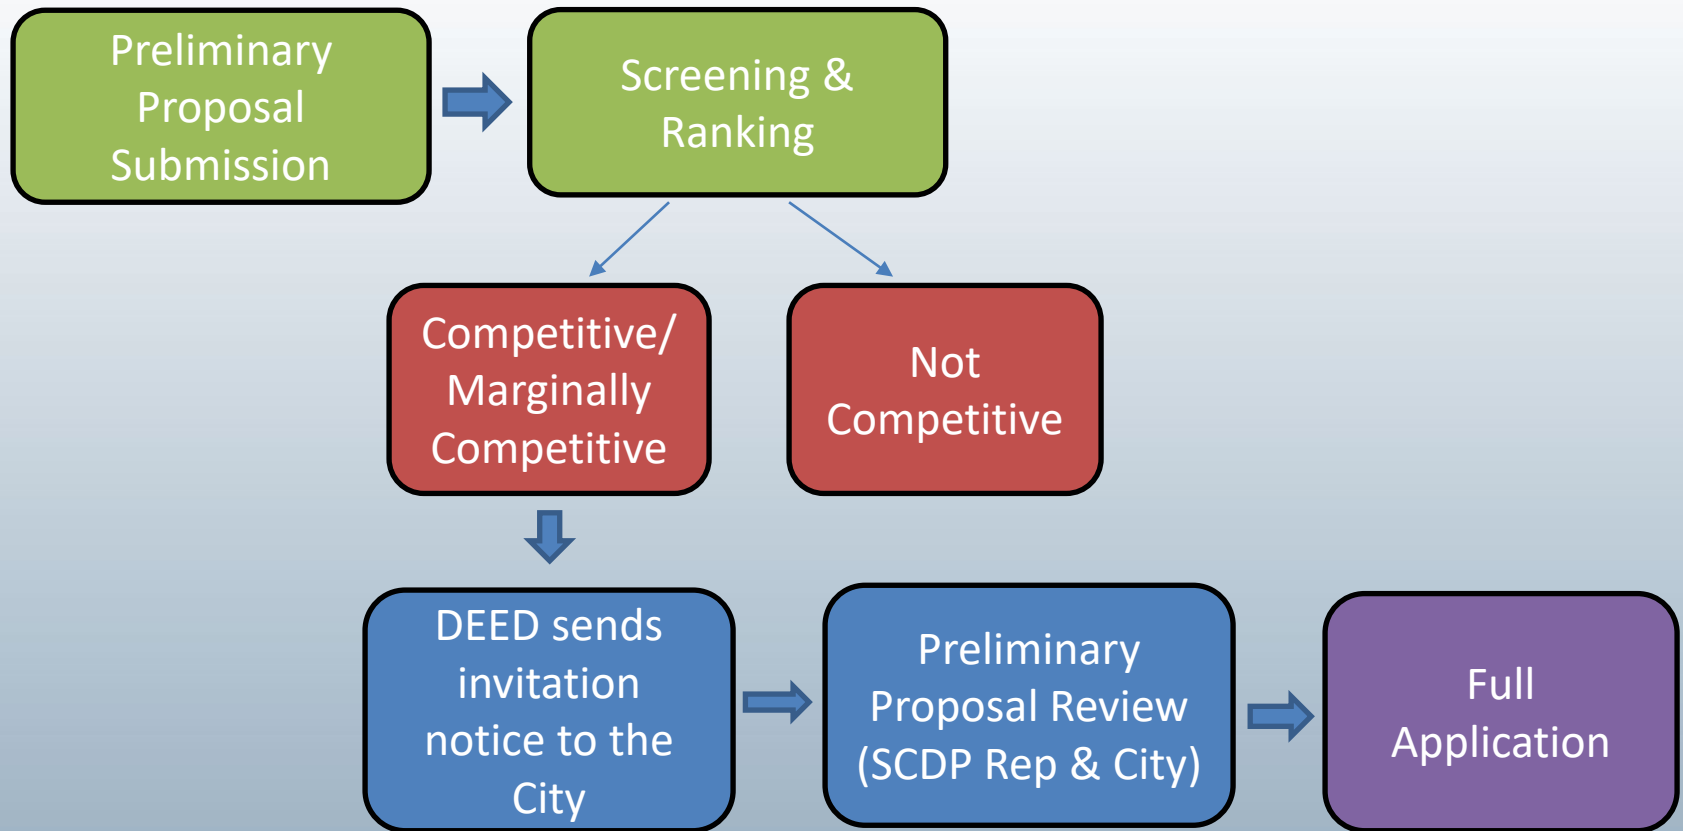 Preliminary
Proposal
Submission
Screening &
Ranking
Competitive/
Marginally
Competitive
Not
Competitive
DEED sends
invitation
notice to the
City
Preliminary
Proposal Review
(SCDP Rep & City)
Full
Application